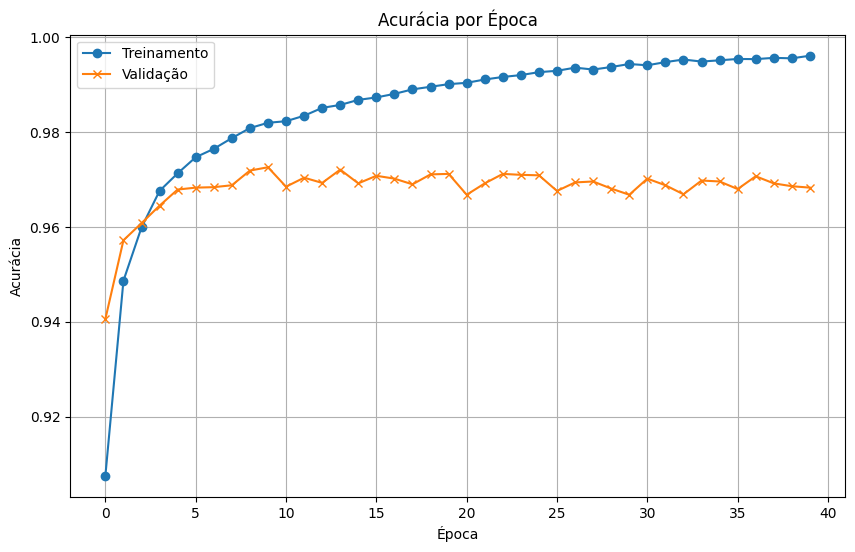 Acurácia por Época
Treinamento
Validação
1.00
0.98
0.96
0.94
0.92
Acurácia
0 5 10 15 20 25 30 35 40
Época